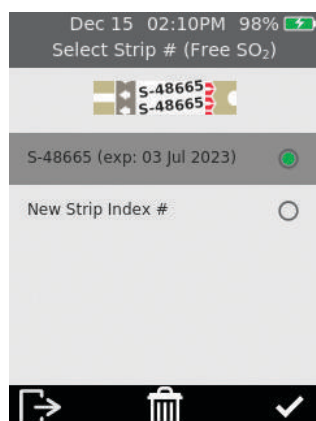 Dec 15 02:10PM 98%
Select Strip # (Free SO₂)
S-48665
S-48665
S-48665 (exp: 03 Jul 2023)
New Strip Index #